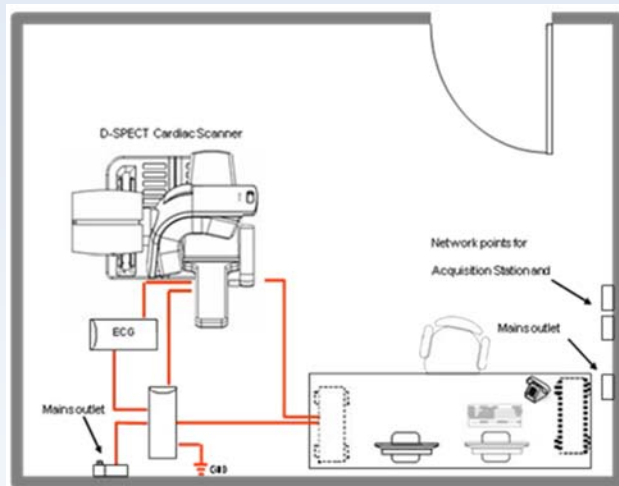 D-SPECT Cardiac Scanner
Network points for
Acquisition Station and
ECG
Mains outlet
Mains outlet
GND